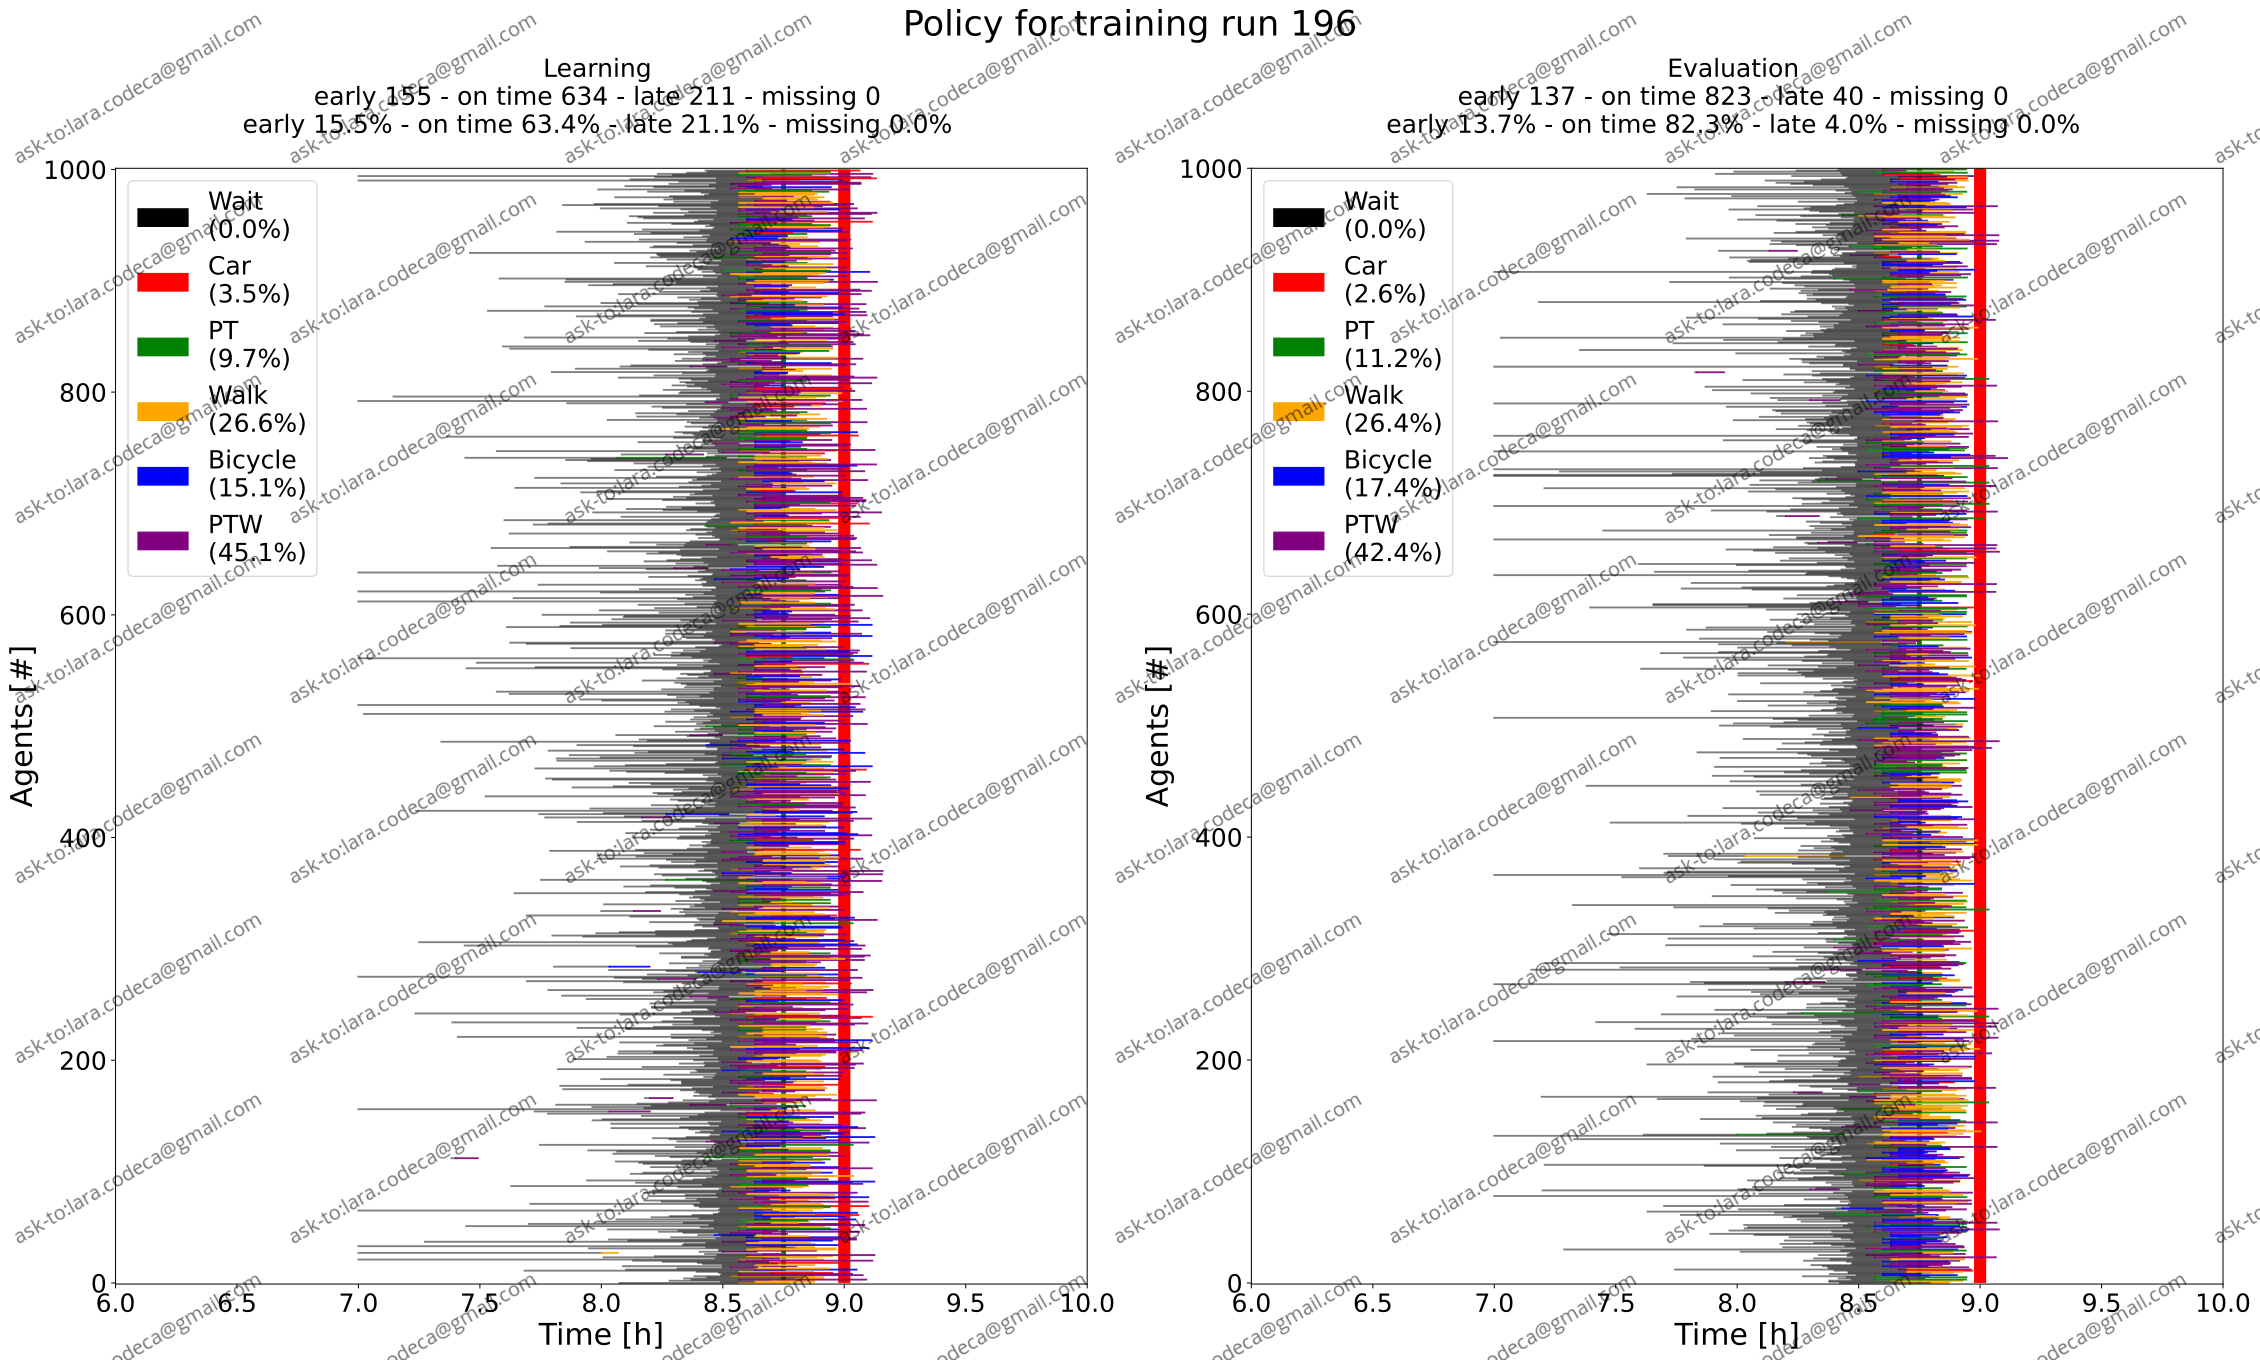 Policy for training run 196
Learning
early 155 - on time 634 - late 211 - missing 0
early 15.5% - on time 63.4% - late 21.1% - missing 0.0%
Evaluation
early 137 - on time 823 - late 40 - missing 0
early 13.7% - on time 82.3% - late 4.0% - missing 0.0%
Agents [#]
1000
800
600
400
200
0
Wait
(0.0%)
Car
(3.5%)
PT
(9.7%)
Walk
(26.6%)
Bicycle
(15.1%)
PTW
(45.1%)
6.0 6.5 7.0 7.5 8.0 8.5 9.0 9.5 10.0
Time [h]
Agents [#]
1000
800
600
400
200
0
Wait
(0.0%)
Car
(2.6%)
PT
(11.2%)
Walk
(26.4%)
Bicycle
(17.4%)
PTW
(42.4%)
6.0 6.5 7.0 7.5 8.0 8.5 9.0 9.5 10.0
Time [h]
ask-to:lara.codeca@gmail.com